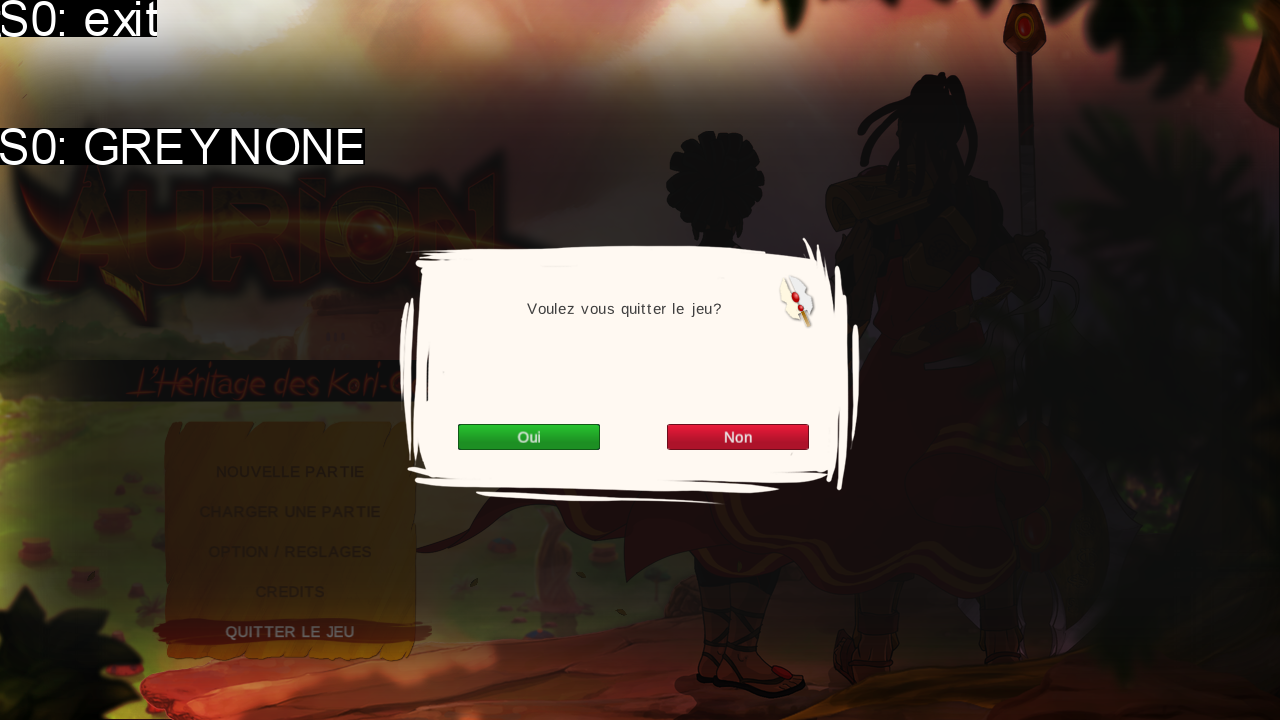 S0: exit
S0: GREY NONE
AURION
L'Héritage des Kori-
Voulez vous quitter le jeu?
Oui
Non
NOUVELLE PARTIE
CHARGER UNE PARTIE
OPTION / REGLAGES
CREDITS
QUITTER LE JEU